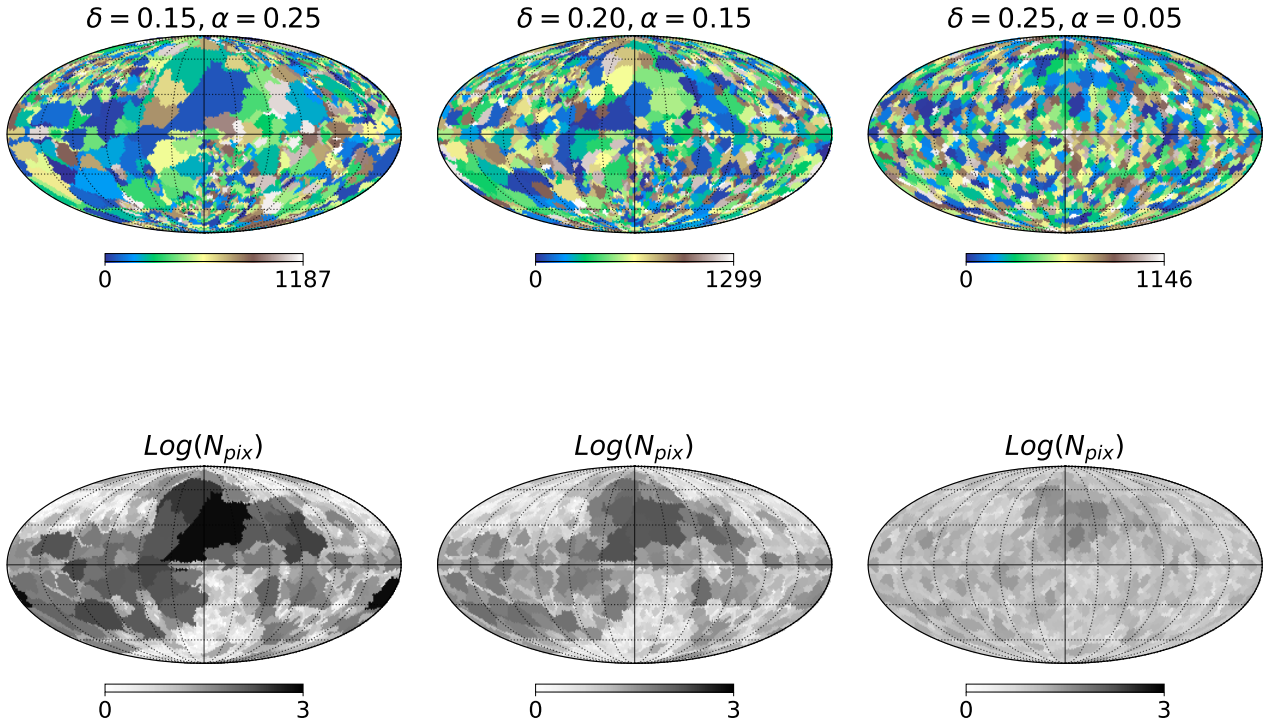 δ = 0.15, α = 0.25
δ = 0.20, α = 0.15
δ = 0.25, α = 0.05
0 1187
0 1299
0 1146
Log(N_pix)
Log(N_pix)
Log(N_pix)
0 3
0 3
0 3